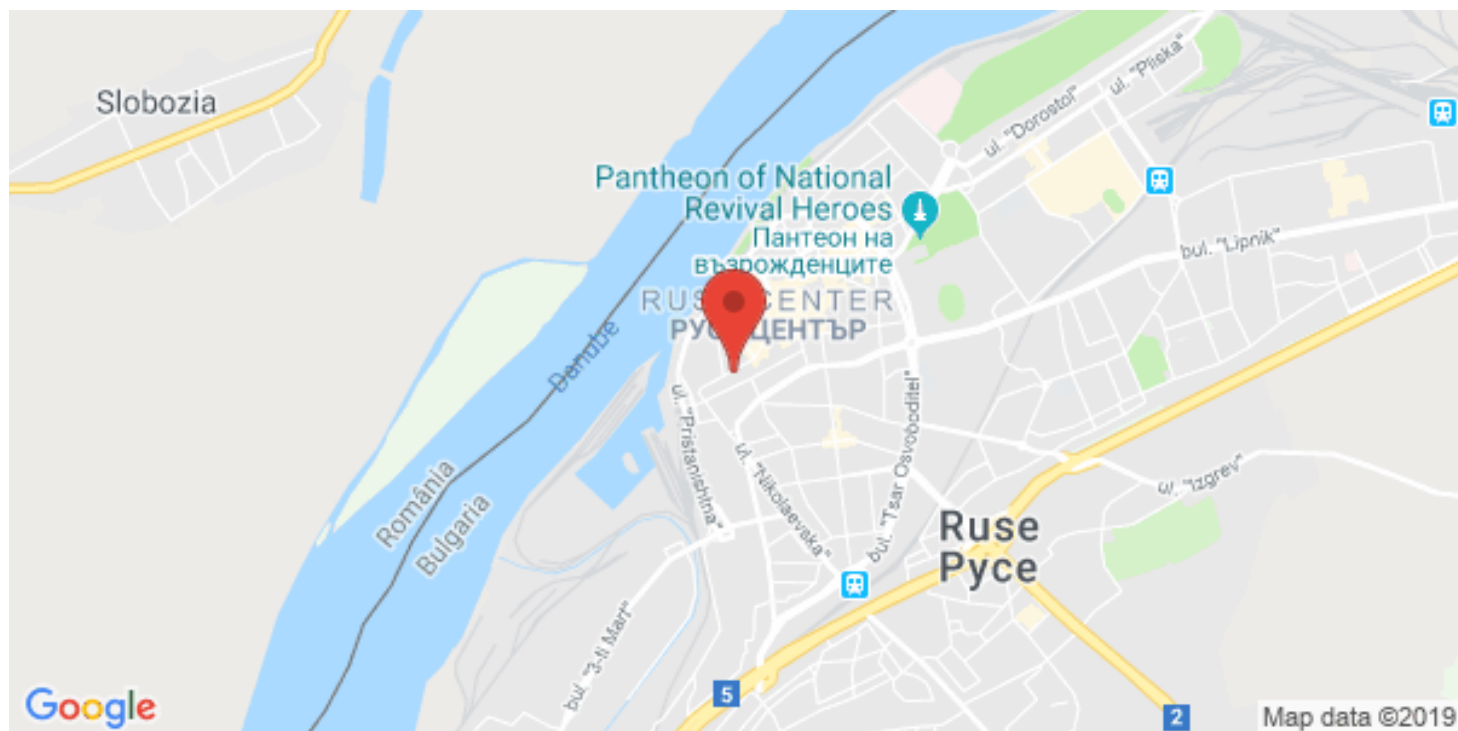 Slobozia
ul. "Pliska"
ul. "Dorostol"
Pantheon of National
Revival Heroes
Пантеон на
възрожденците
bul. "Lipnik"
CENTER
ЦЕНТЪР
Danube
ul. "Pristanishtna"
ul. "Nikolaevska"
bul. "Tsar Osvoboditel"
ul. "Izgrev"
România
Bulgaria
Ruse
Русе
bul. "3-ti Mart"
5
2
Google
Map data ©2019